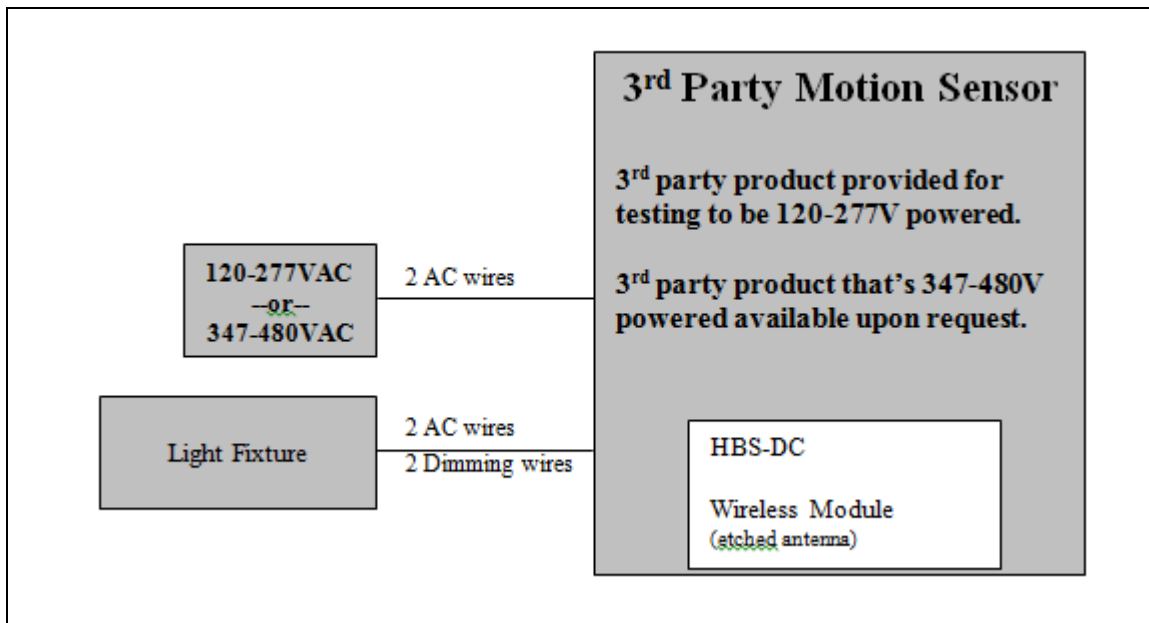 3rd Party Motion Sensor
3rd party product provided for
testing to be 120-277V powered.
3rd party product that's 347-480V
powered available upon request.
120-277VAC
--or--
347-480VAC
2 AC wires
Light Fixture
2 AC wires
2 Dimming wires
HBS-DC
Wireless Module
(etched antenna)